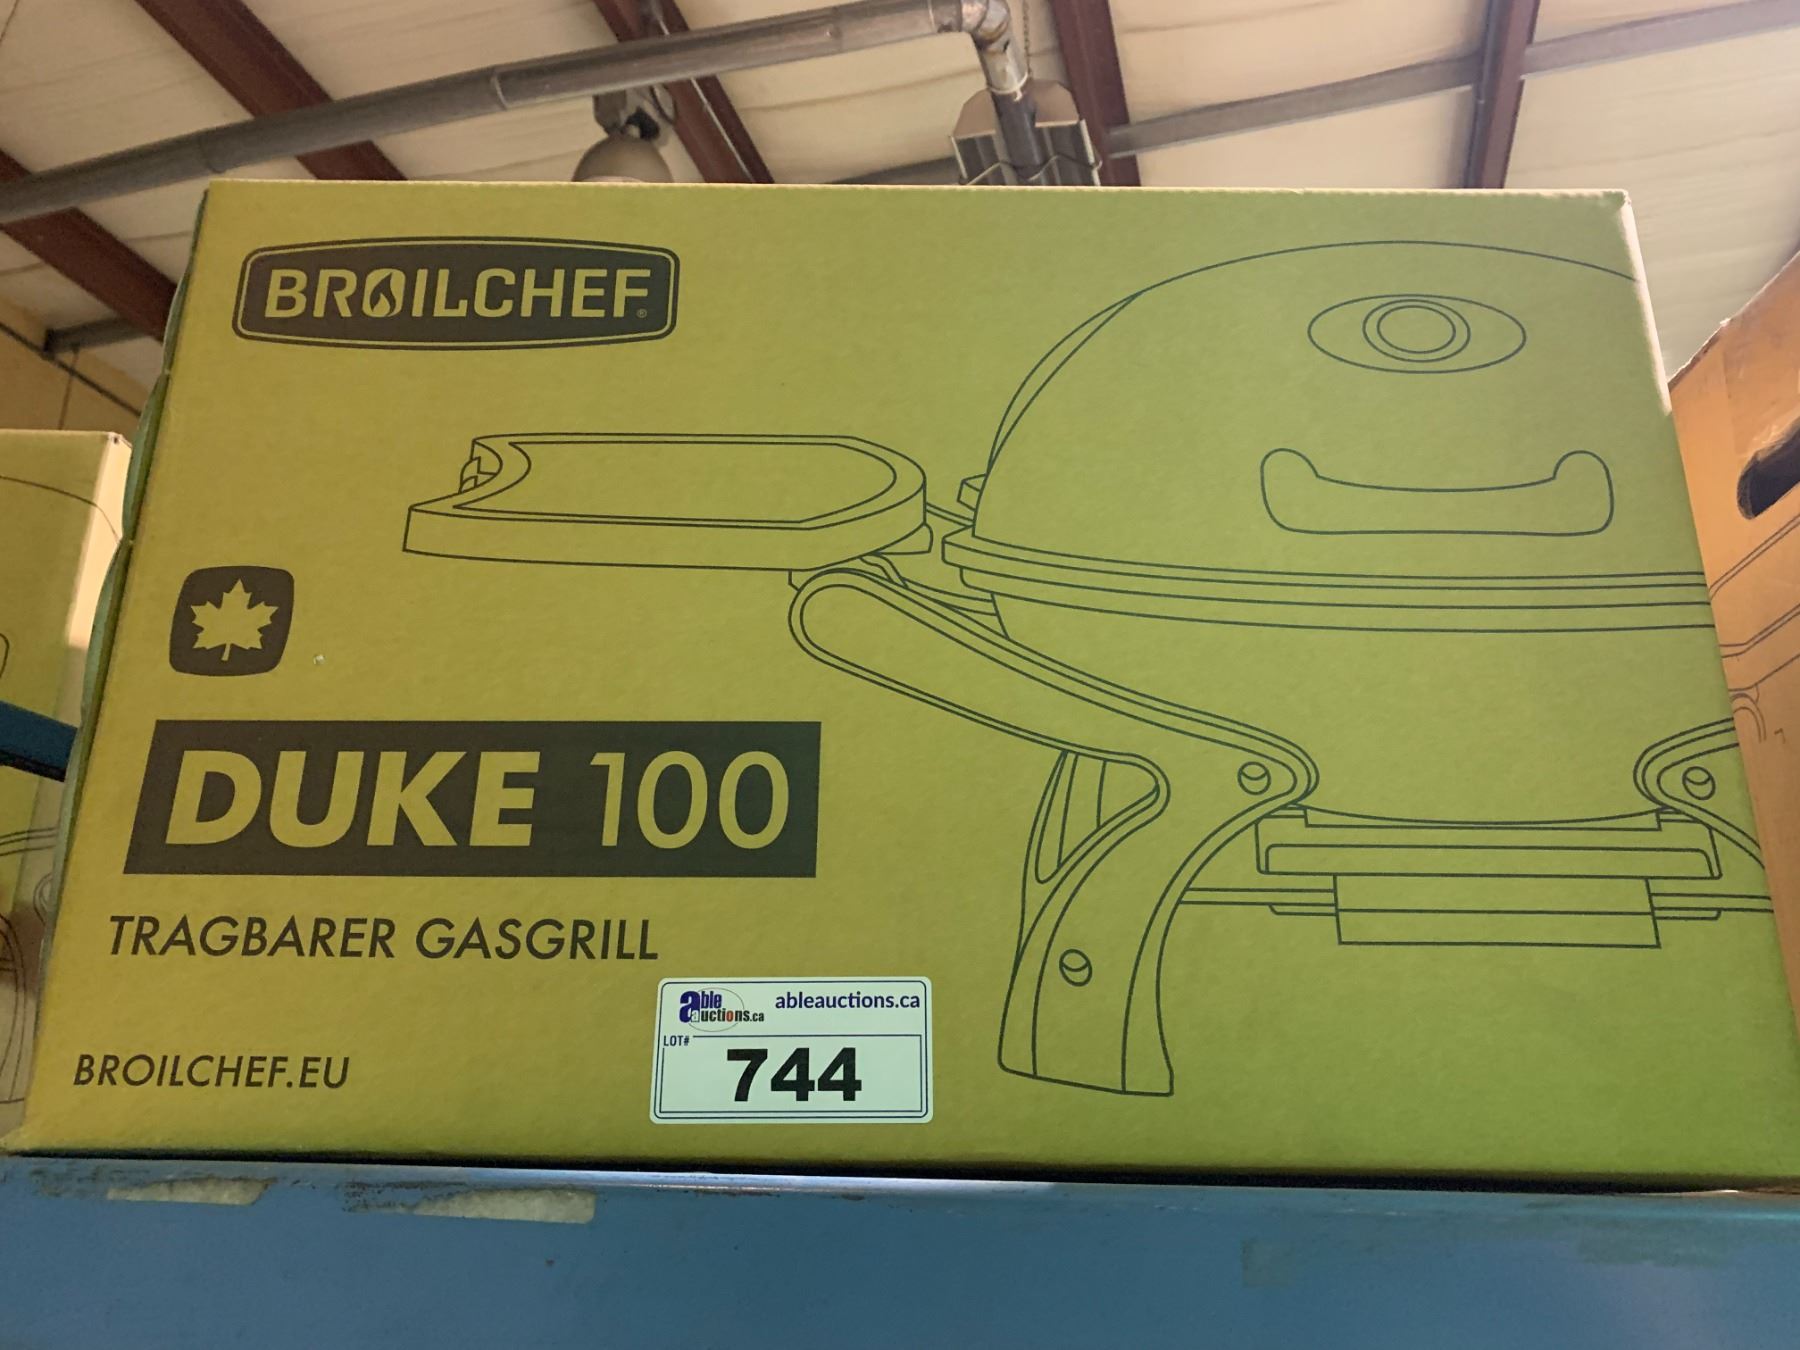 BROILCHEF®
DUKE 100
TRAGBARER GASGRILL
BROILCHEF.EU
able auctions.ca
ableauctions.ca
LOT#
744